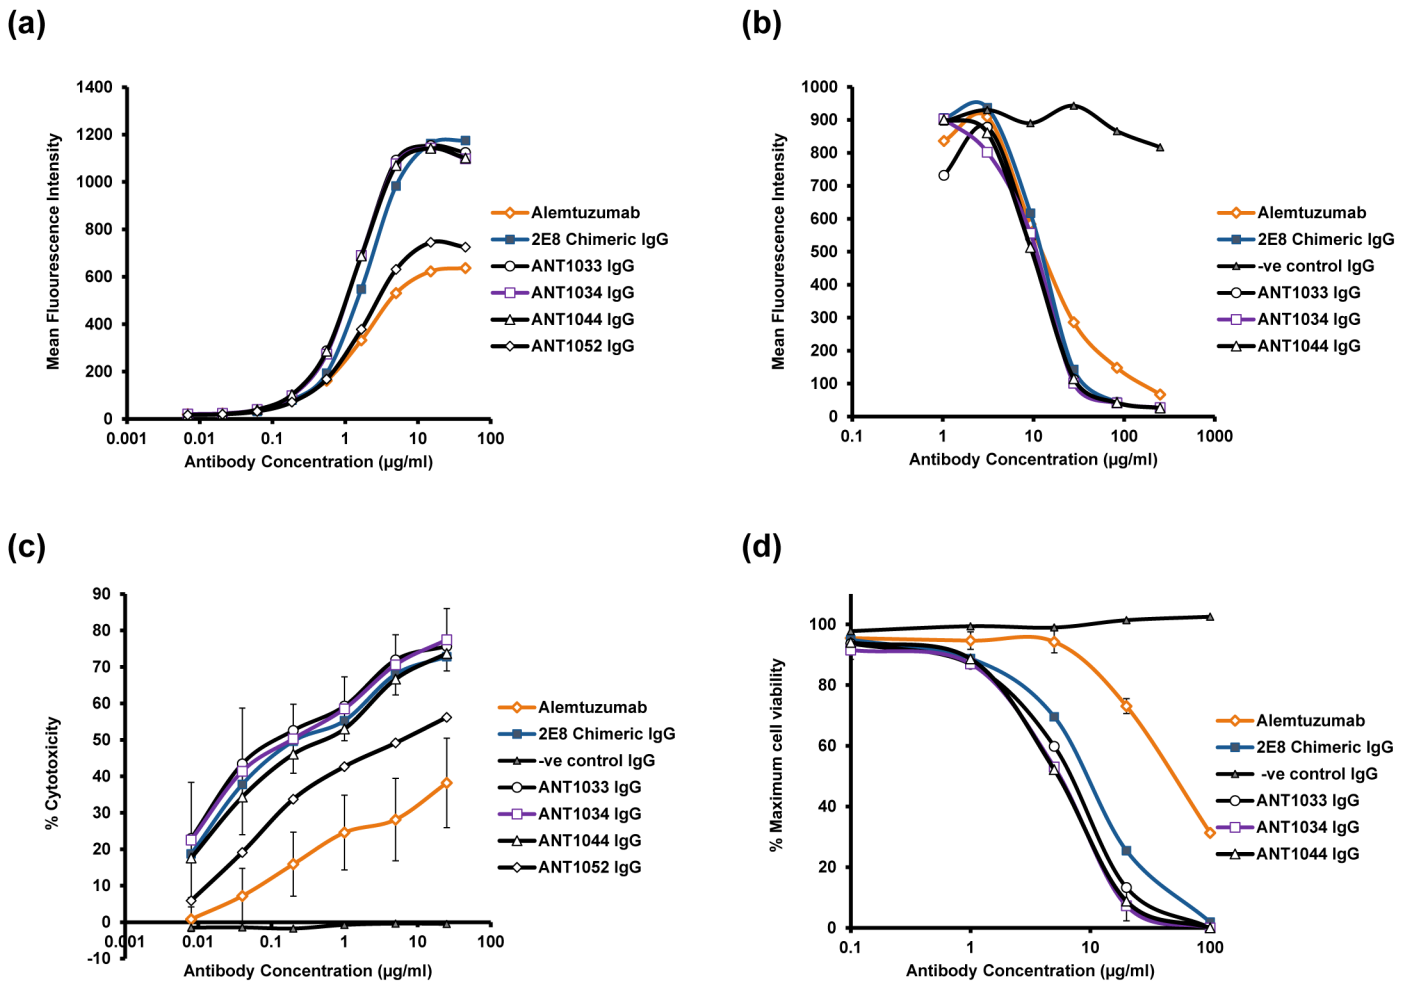 (a)
Mean Fluuorescence Intensity
1400
1200
1000
800
600
400
200
0
0.001 0.01 0.1 1 10 100
Antibody Concentration (µg/ml)
Alemtuzumab
2E8 Chimeric IgG
ANT1033 IgG
ANT1034 IgG
ANT1044 IgG
ANT1052 IgG
(b)
Mean Fluorescence Intensity
1000
900
800
700
600
500
400
300
200
100
0
0.1 1 10 100 1000
Antibody Concentration (µg/ml)
Alemtuzumab
2E8 Chimeric IgG
-ve control IgG
ANT1033 IgG
ANT1034 IgG
ANT1044 IgG
(c)
% Cytotoxicity
90
80
70
60
50
40
30
20
10
0
-10
0.001 0.01 0.1 1 10 100
Antibody Concentration (µg/ml)
Alemtuzumab
2E8 Chimeric IgG
-ve control IgG
ANT1033 IgG
ANT1034 IgG
ANT1044 IgG
ANT1052 IgG
(d)
% Maximum cell viability
100
80
60
40
20
0
0.1 1 10 100
Antibody Concentration (µg/ml)
Alemtuzumab
2E8 Chimeric IgG
-ve control IgG
ANT1033 IgG
ANT1034 IgG
ANT1044 IgG